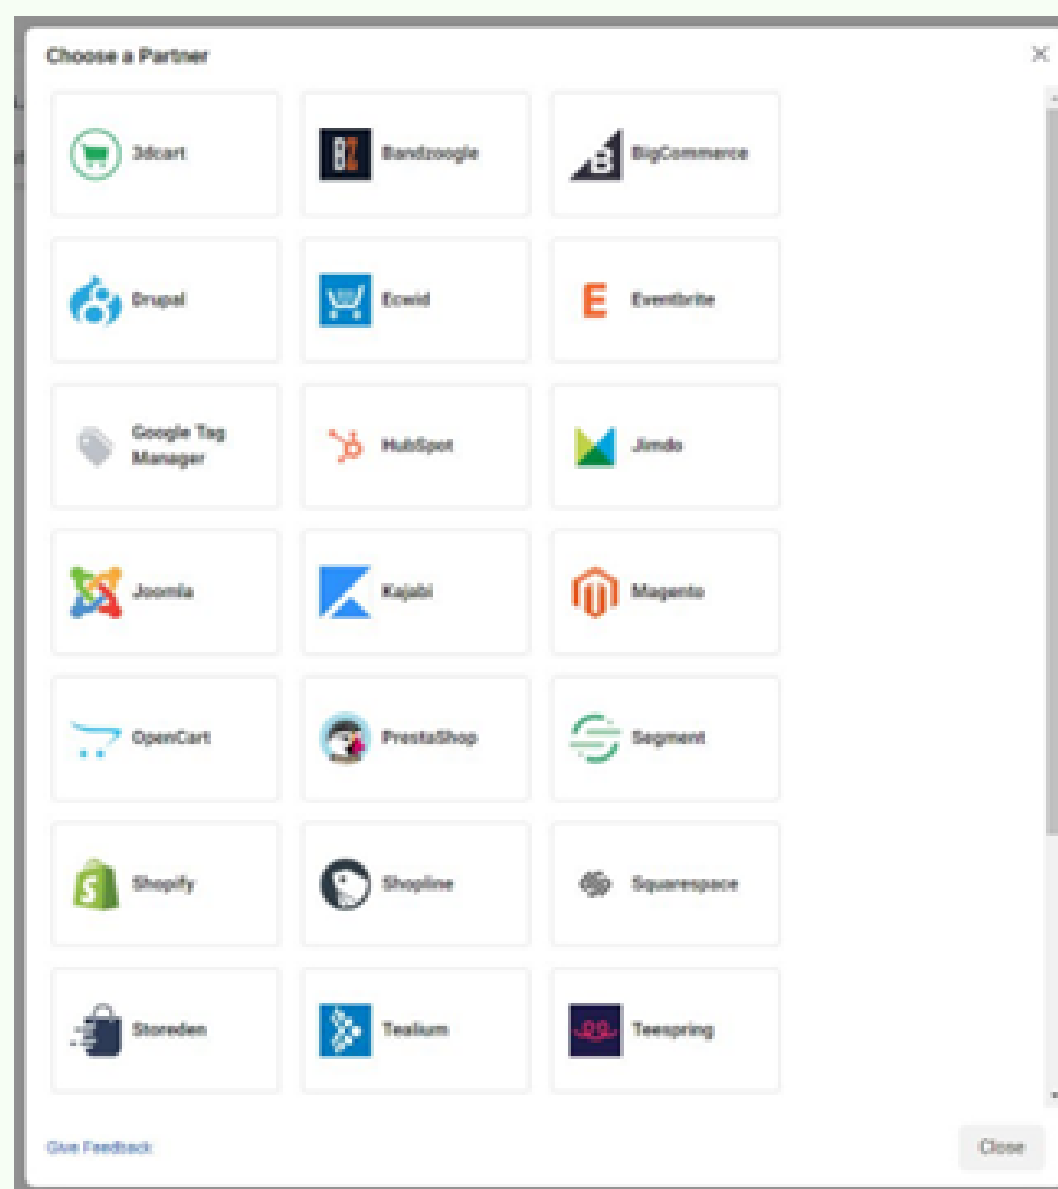 Choose a Partner
3dcart
Bandzoogle
BigCommerce
Drupal
Ecwid
Eventbrite
Google Tag
Manager
HubSpot
Jimdo
Joomla
Kajabi
Magento
OpenCart
PrestaShop
Segment
Shopify
Shopline
Squarespace
Storeden
Tealium
Teespring
Give Feedback
Close